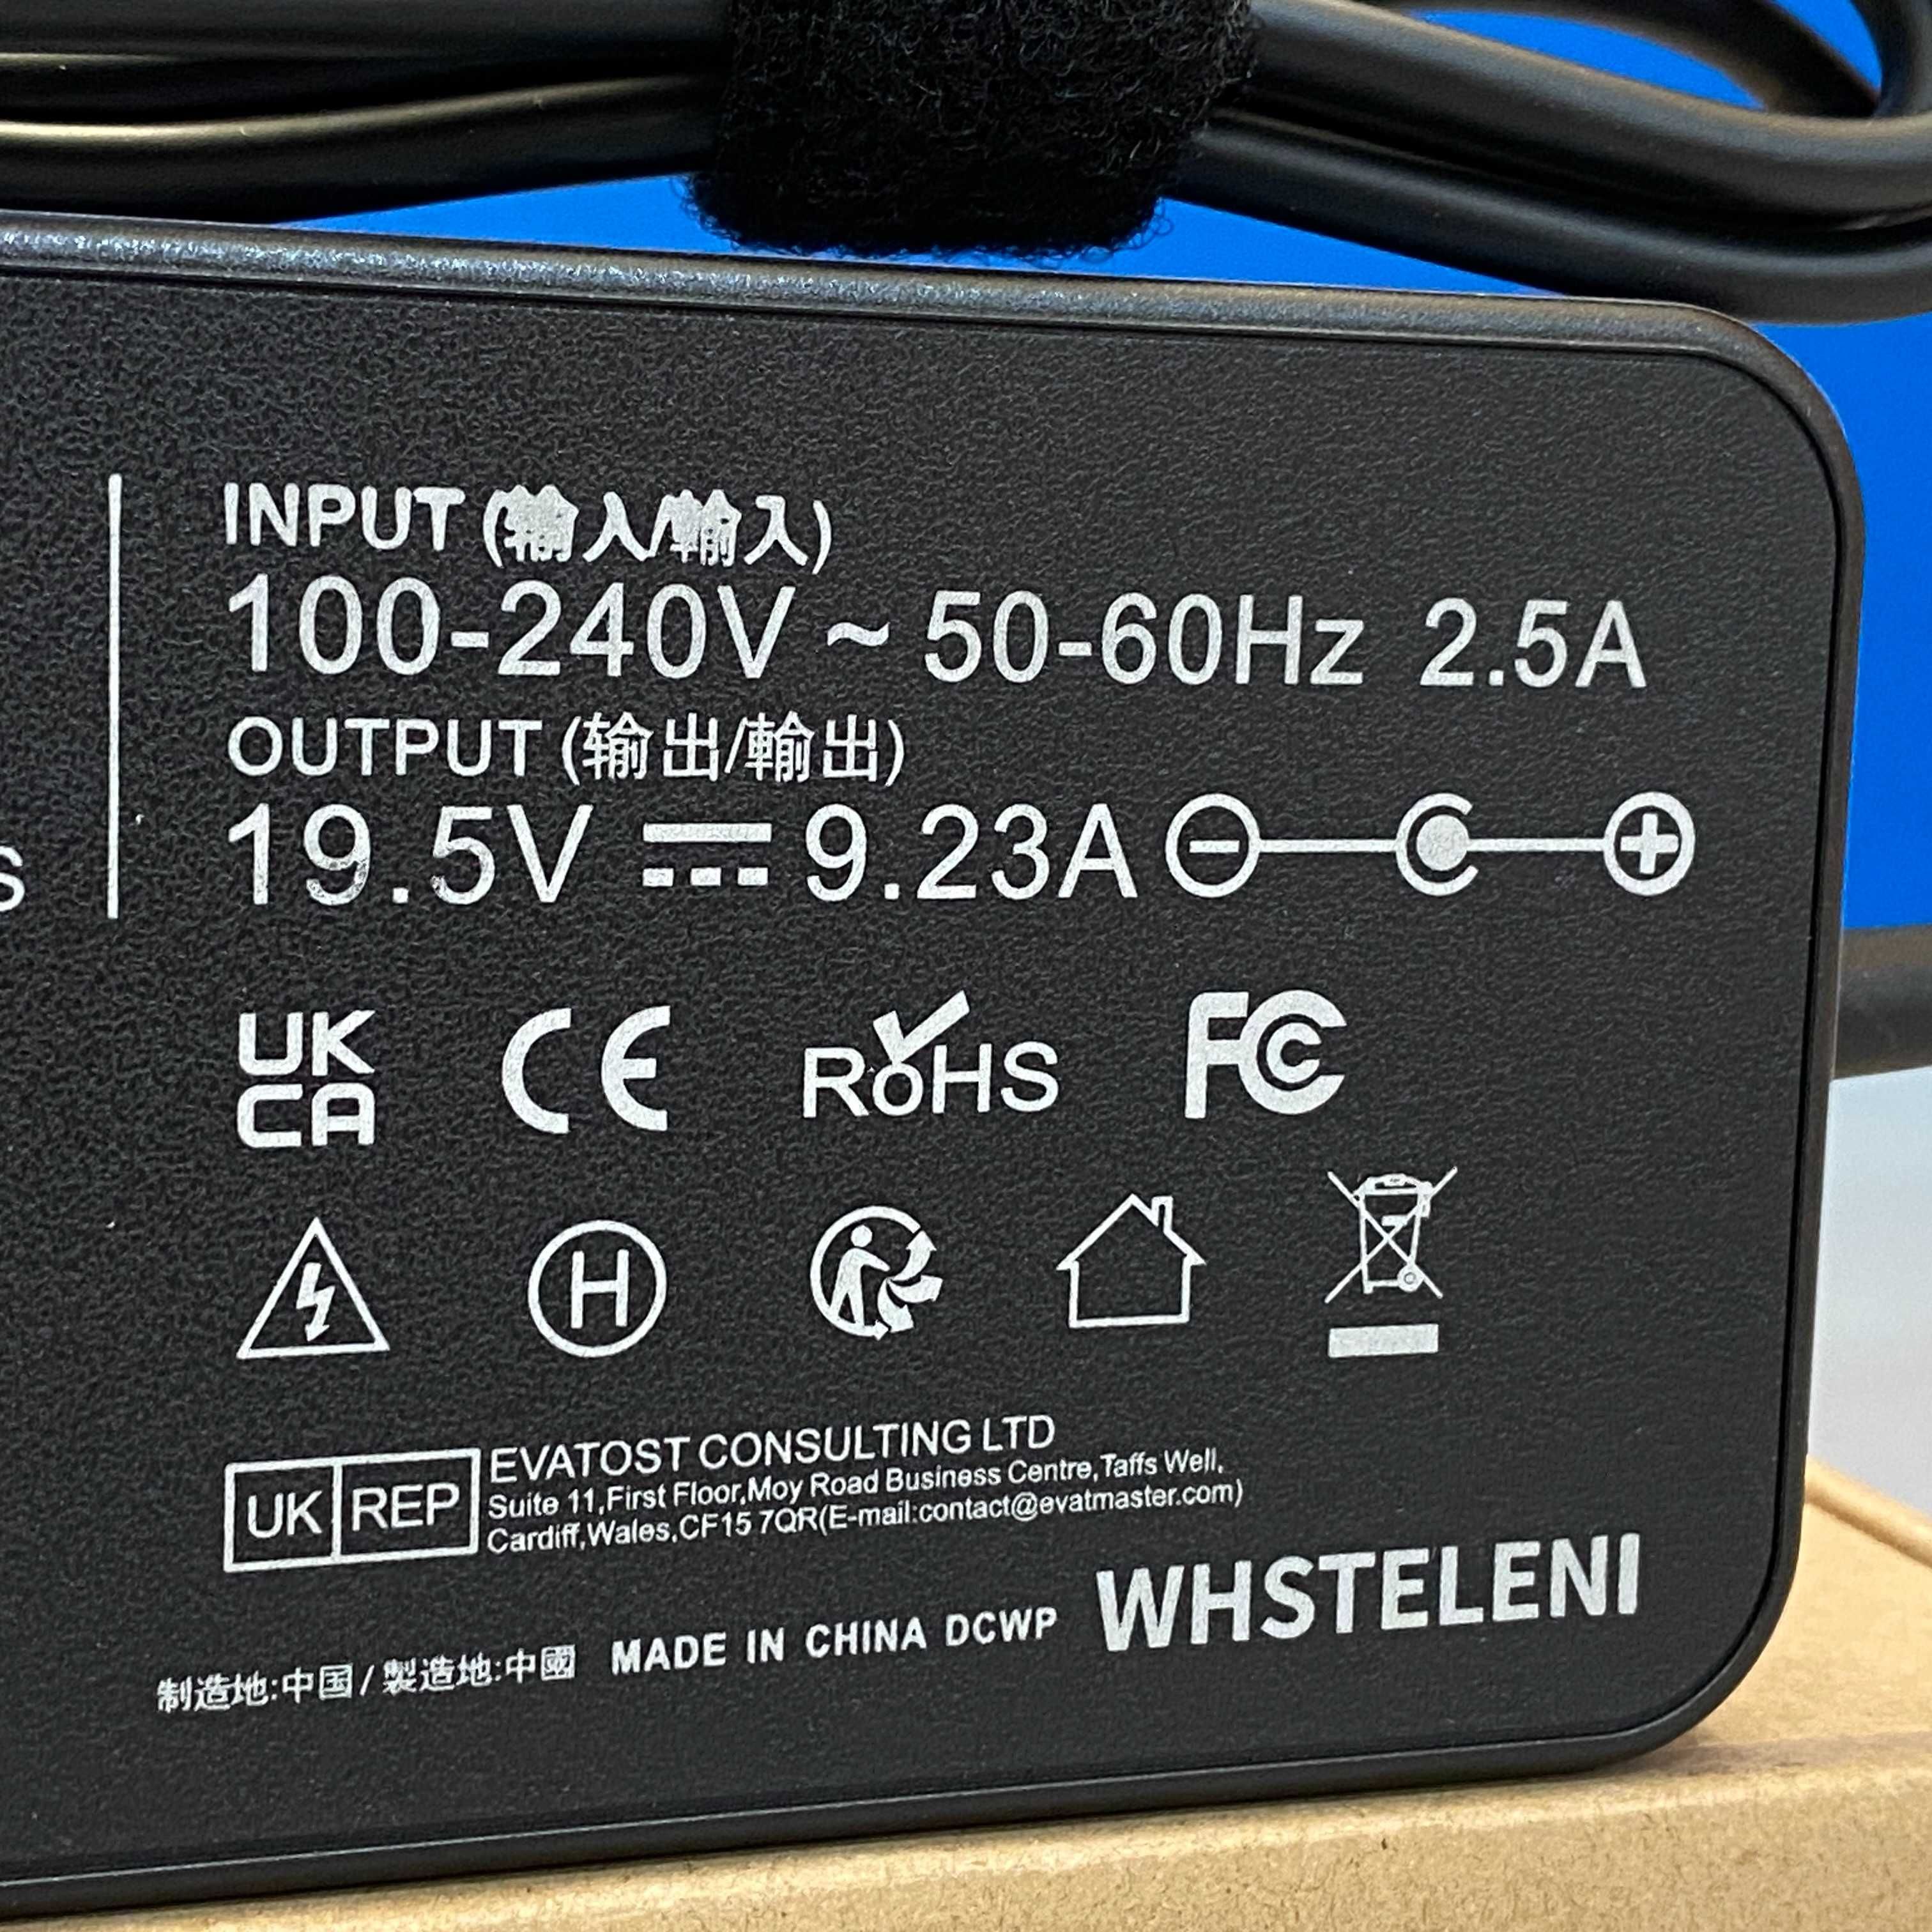 INPUT (输入/輸入)
100-240V ~ 50-60Hz 2.5A
OUTPUT (输出/輸出)
s
19.5V ⎓ 9.23A
UK
CA
CE
RoHS
FC
H
UK REP
EVATOST CONSULTING LTD
Suite 11,First Floor,Moy Road Business Centre,Taffs Well,
Cardiff,Wales,CF15 7QR(E-mail:contact@evatmaster.com)
WHSTELENI
制造地:中国 / 製造地:中國 MADE IN CHINA DCWP